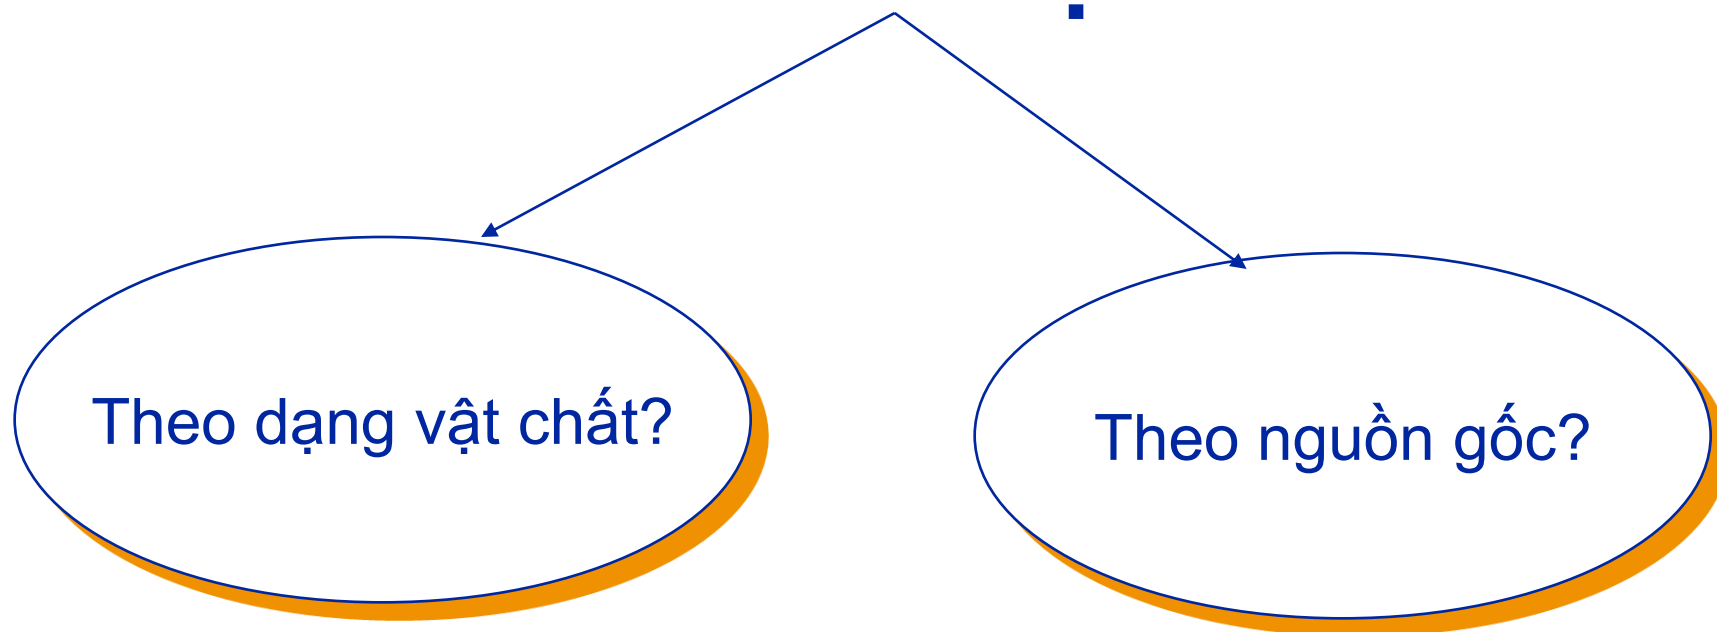 Theo dạng vật chất?
Theo nguồn gốc?